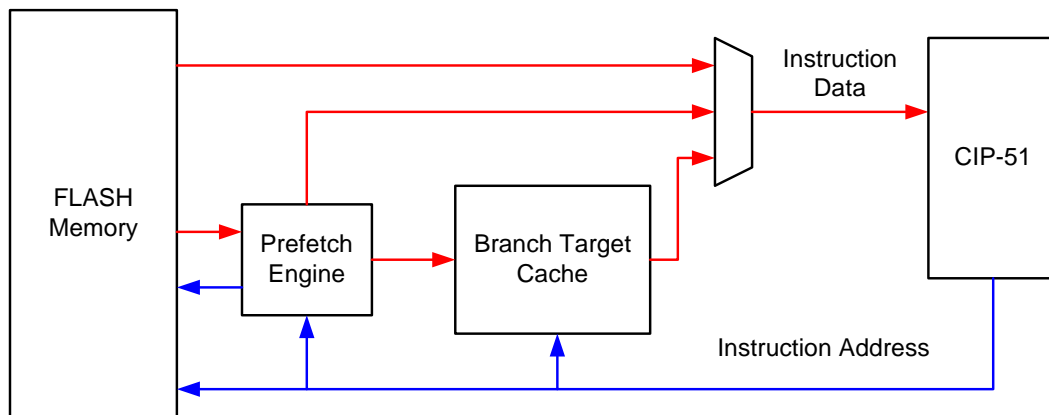 FLASH
Memory
Prefetch
Engine
Branch Target
Cache
Instruction
Data
CIP-51
Instruction Address